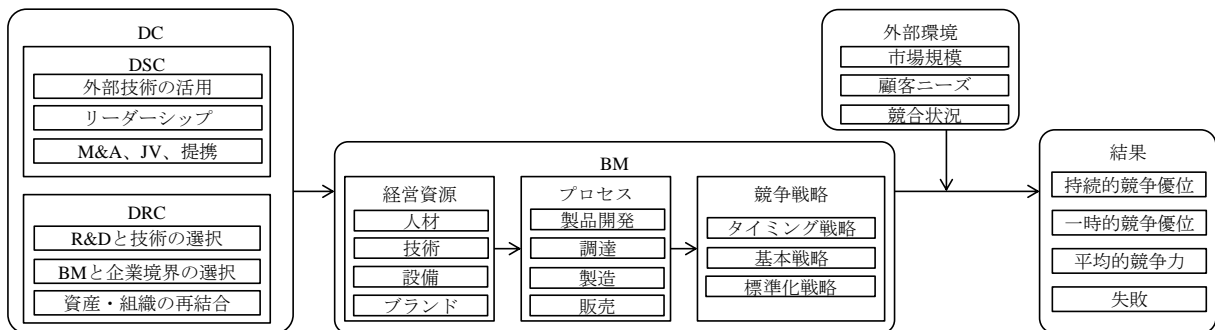 DC
DSC
外部技術の活用
リーダーシップ
M&A、JV、提携
DRC
R&Dと技術の選択
BMと企業境界の選択
資産・組織の再結合
BM
経営資源
人材
技術
設備
ブランド
プロセス
製品開発
調達
製造
販売
競争戦略
タイミング戦略
基本戦略
標準化戦略
外部環境
市場規模
顧客ニーズ
競合状況
結果
持続的競争優位
一時的競争優位
平均的競争力
失敗